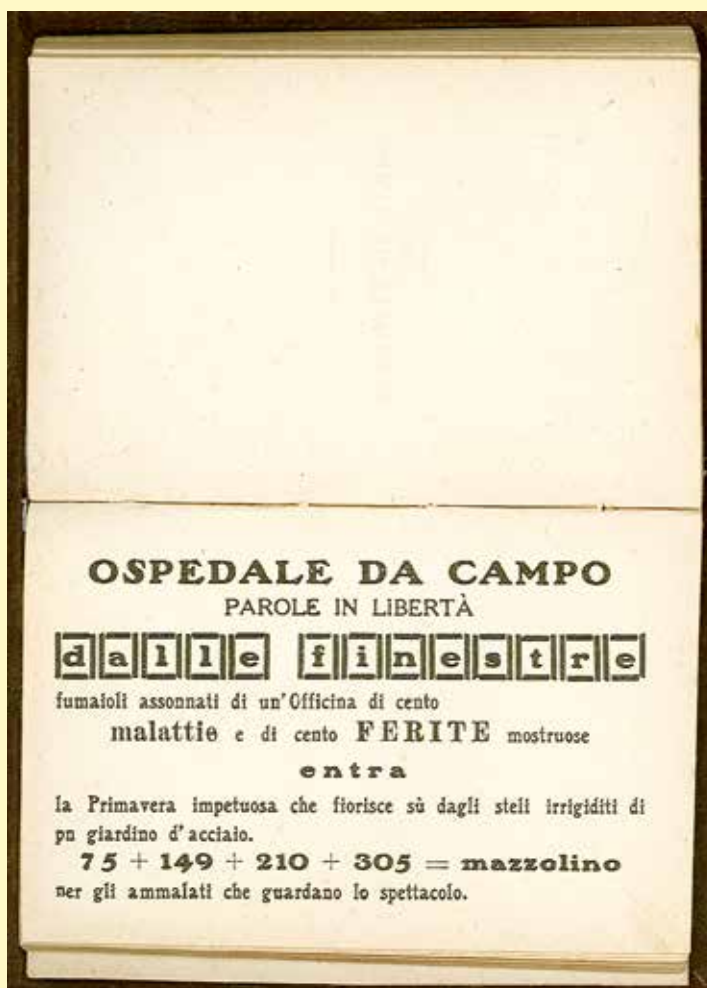 OSPEDALE DA CAMPO
PAROLE IN LIBERTÀ
dalle finestre
fumaioli assonnati di un'Officina di cento
malattie e di cento FERITE mostruose
entra
la Primavera impetuosa che fiorisce sù dagli steli irrigiditi di
pn giardino d'acciaio.
75 + 149 + 210 + 305 = mazzolino
ner gli ammalati che guardano lo spettacolo.